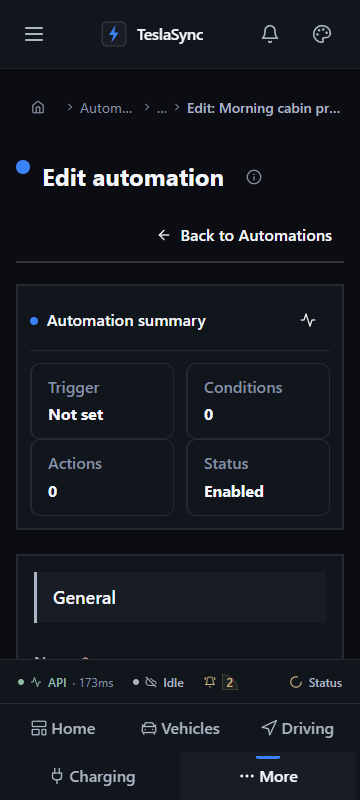 TeslaSync
Autom... ... Edit: Morning cabin pr...
Edit automation
Back to Automations
Automation summary
Trigger Conditions
Not set 0
Actions Status
0 Enabled
General
API · 173ms Idle 2 Status
Home Vehicles Driving
Charging More